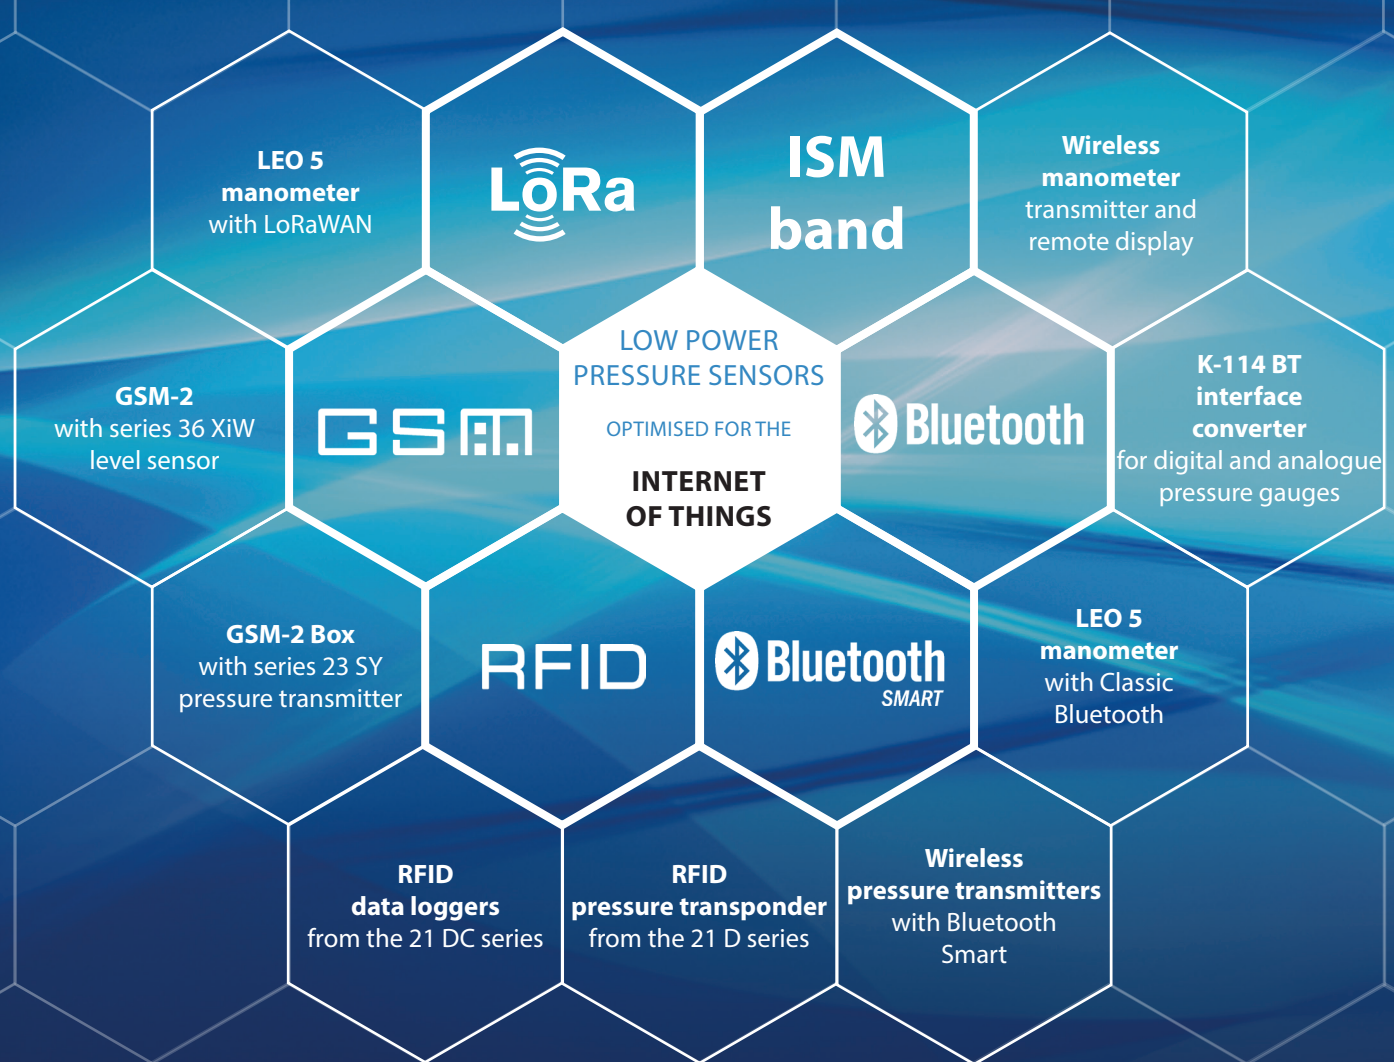 LEO 5
manometer
with LoRaWAN
LoRa
ISM
band
Wireless
manometer
transmitter and
remote display
GSM-2
with series 36 XiW
level sensor
GSM
LOW POWER
PRESSURE SENSORS
OPTIMISED FOR THE
INTERNET
OF THINGS
Bluetooth
K-114 BT
interface
converter
for digital and analogue
pressure gauges
GSM-2 Box
with series 23 SY
pressure transmitter
RFID
Bluetooth
SMART
LEO 5
manometer
with Classic
Bluetooth
RFID
data loggers
from the 21 DC series
RFID
pressure transponder
from the 21 D series
Wireless
pressure transmitters
with Bluetooth
Smart